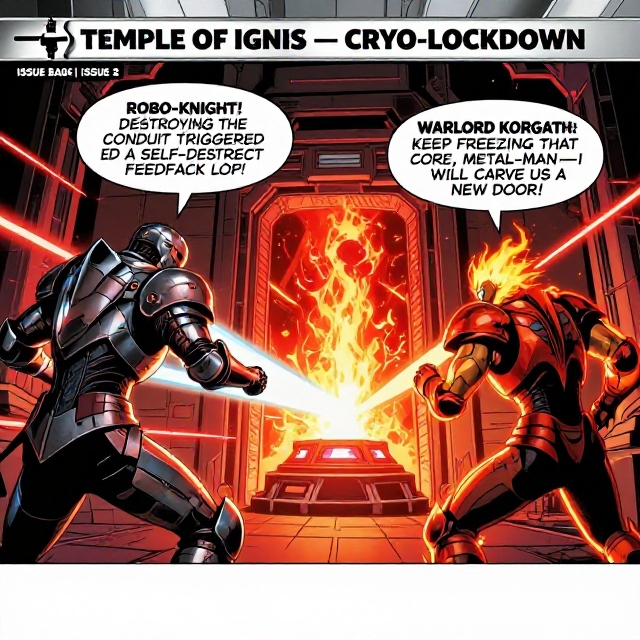 TEMPLE OF IGNIS — CRYO-LOCKDOWN
ISSUE BAGE | ISSUE 2
ROBO-KNIGHT!
DESTROYING THE
CONDUIT TRIGGERED
ED A SELF-DESTRECT
FEEDFACK LOP!
WARLORD KORGATH!
KEEP FREEZING THAT
CORE, METAL-MAN—I
WILL CARVE US A
NEW DOOR!